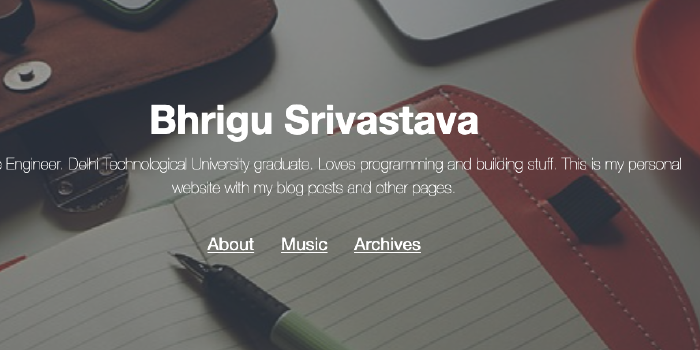 Bhrigu Srivastava
Engineer. Delhi Technological University graduate. Loves programming and building stuff. This is my personal
website with my blog posts and other pages.
About Music Archives